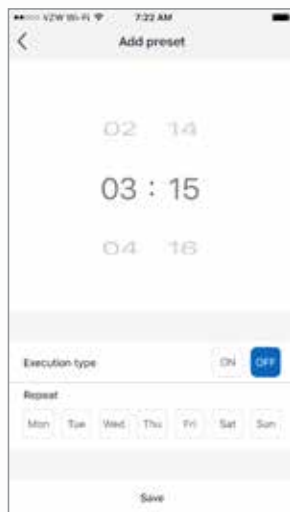 VZW Wi-Fi 7:22 AM
Add preset
02 14
03 : 15
04 16
Execution type ON OFF
Repeat
Mon Tue Wed Thu Fri Sat Sun
Save